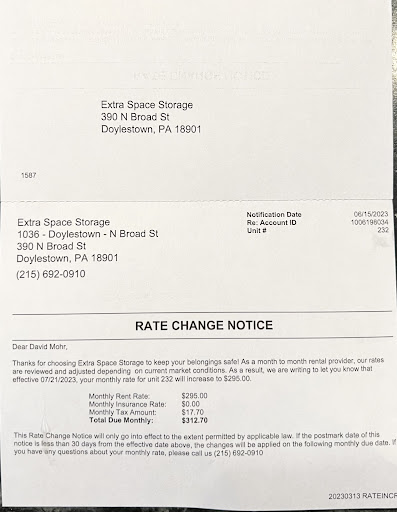 Extra Space Storage
390 N Broad St
Doylestown, PA 18901
1587
Extra Space Storage
1036 - Doylestown - N Broad St
390 N Broad St
Doylestown, PA 18901
(215) 692-0910
Notification Date 06/15/2023
Re: Account ID 1006198034
Unit # 232
RATE CHANGE NOTICE
Dear David Mohr,
Thanks for choosing Extra Space Storage to keep your belongings safe! As a month to month rental provider, our rates
are reviewed and adjusted depending on current market conditions. As a result, we are writing to let you know that
effective 07/21/2023, your monthly rate for unit 232 will increase to $295.00.
Monthly Rent Rate: $295.00
Monthly Insurance Rate: $0.00
Monthly Tax Amount: $17.70
Total Due Monthly: $312.70
This Rate Change Notice will only go into effect to the extent permitted by applicable law. If the postmark date of this
notice is less than 30 days from the effective date above, the changes will be applied on the following monthly due date. If
you have any questions about your monthly rate, please call us (215) 692-0910
20230313.RATEINCR